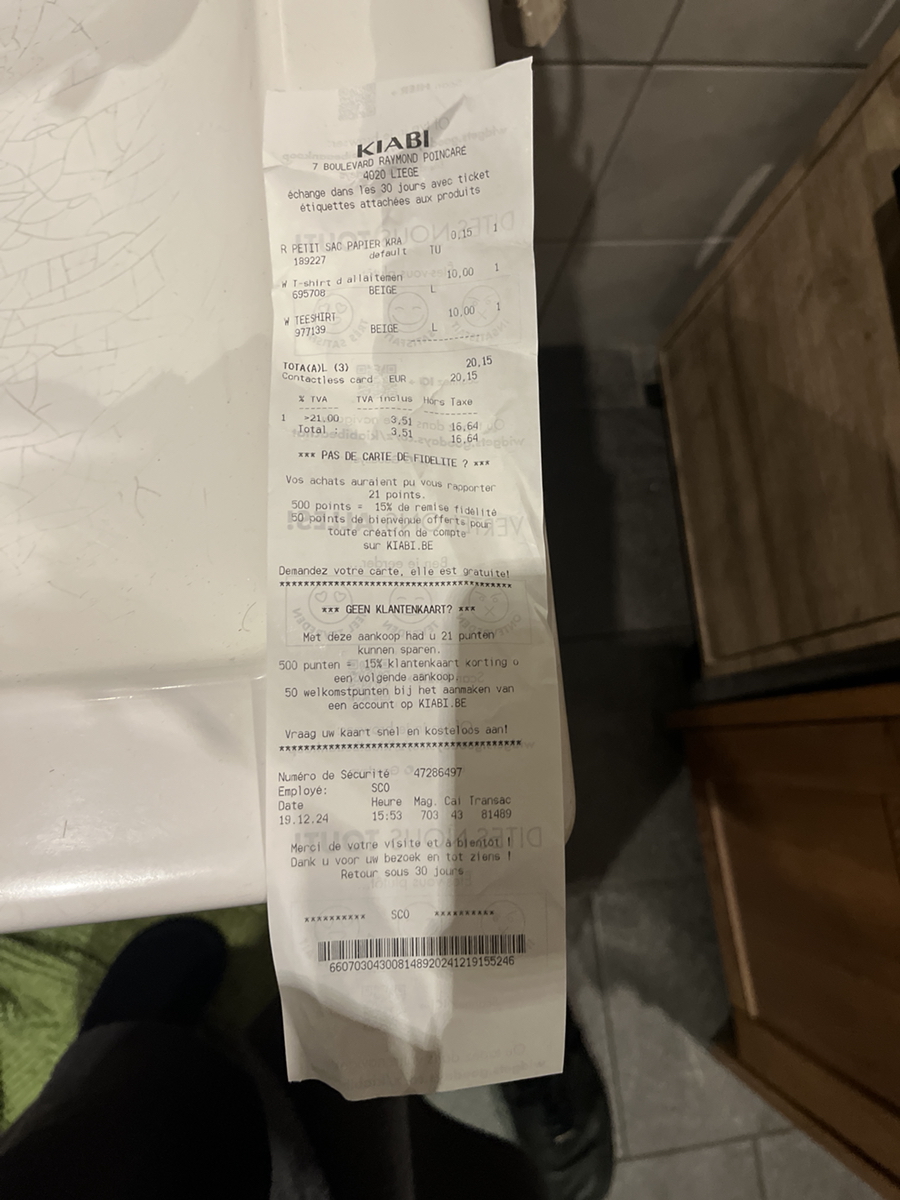 KIABI
7 BOULEVARD RAYMOND POINCARE
4020 LIEGE
échange dans les 30 jours avec ticket
étiquettes attachées aux produits
R PETIT SAC PAPIER KRA 0,15 1
189227 default TU
W T-shirt d allaitemen 10,00 1
695708 BEIGE L
W TEESHIRT 10,00 1
977139 BEIGE L
------------
TOTA(A)L (3) 20,15
Contactless card EUR 20,15
% TVA TVA inclus Hors Taxe
1 >21,00 3,51 16,64
Total : 3,51 16,64
*** PAS DE CARTE DE FIDELITE ? ***
Vos achats auraient pu vous rapporter
21 points.
500 points = 15% de remise fidélité
50 points de bienvenue offerts pour
toute création de compte
sur KIABI.BE
Demandez votre carte, elle est gratuite!
****************************************
*** GEEN KLANTENKAART? ***
Met deze aankoop had u 21 punten
kunnen sparen.
500 punten = 15% klantenkaart korting o
een volgende aankoop.
50 welkomstpunten bij het aanmaken van
een account op KIABI.BE
Vraag uw kaart snel en kosteloos aan!
****************************************
Numéro de Sécurité 47286497
Employé: SCO
Date Heure Mag. Cai Transac
19.12.24 15:53 703 43 81489
Merci de votre visite et à bientôt !
Dank u voor uw bezoek en tot ziens !
Retour sous 30 jours
********** SCO **********
660703043008148920241219155246